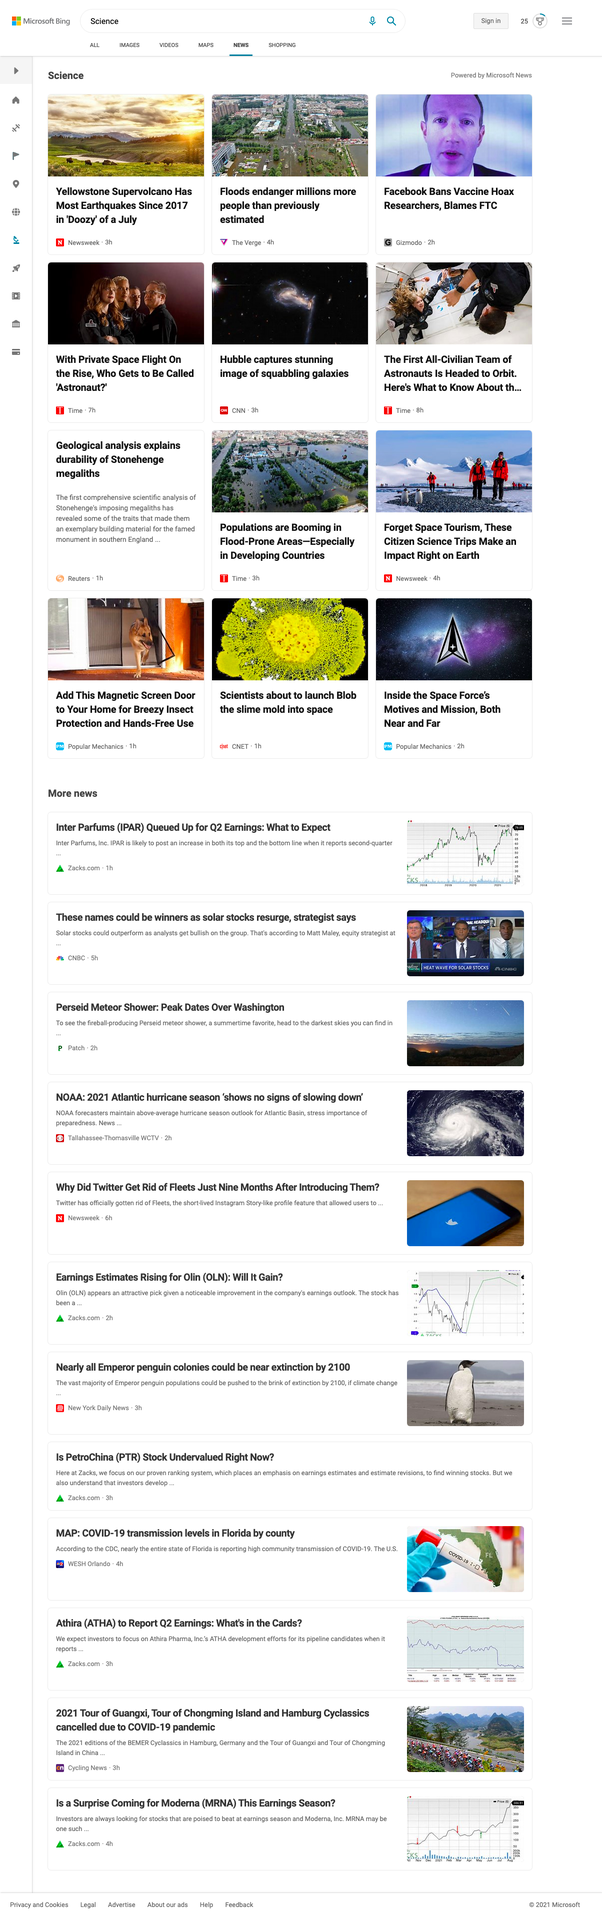 Microsoft Bing
Science
Sign in
25
ALL
IMAGES
VIDEOS
MAPS
NEWS
SHOPPING
Science
Powered by Microsoft News
Yellowstone Supervolcano Has
Most Earthquakes Since 2017
in 'Doozy' of a July
Newsweek · 3h
Floods endanger millions more
people than previously
estimated
The Verge · 4h
Facebook Bans Vaccine Hoax
Researchers, Blames FTC
Gizmodo · 2h
With Private Space Flight On
the Rise, Who Gets to Be Called
'Astronaut?'
Time · 7h
Hubble captures stunning
image of squabbling galaxies
CNN · 3h
The First All-Civilian Team of
Astronauts Is Headed to Orbit.
Here's What to Know About th...
Time · 8h
Geological analysis explains
durability of Stonehenge
megaliths
The first comprehensive scientific analysis of
Stonehenge's imposing megaliths has
revealed some of the traits that made them
an exemplary building material for the famed
monument in southern England ...
Reuters · 1h
Populations are Booming in
Flood-Prone Areas—Especially
in Developing Countries
Time · 3h
Forget Space Tourism, These
Citizen Science Trips Make an
Impact Right on Earth
Newsweek · 4h
Add This Magnetic Screen Door
to Your Home for Breezy Insect
Protection and Hands-Free Use
Popular Mechanics · 1h
Scientists about to launch Blob
the slime mold into space
CNET · 1h
Inside the Space Force's
Motives and Mission, Both
Near and Far
Popular Mechanics · 2h
More news
Inter Parfums (IPAR) Queued Up for Q2 Earnings: What to Expect
Inter Parfums, Inc. IPAR is likely to post an increase in both its top and the bottom line when it reports second-quarter
...
Zacks.com · 1h
These names could be winners as solar stocks resurge, strategist says
Solar stocks could outperform as analysts get bullish on the group. That's according to Matt Maley, equity strategist at
...
CNBC · 5h
HEAT WAVE FOR SOLAR STOCKS
Perseid Meteor Shower: Peak Dates Over Washington
To see the fireball-producing Perseid meteor shower, a summertime favorite, head to the darkest skies you can find in
...
Patch · 2h
NOAA: 2021 Atlantic hurricane season ‘shows no signs of slowing down’
NOAA forecasters maintain above-average hurricane season outlook for Atlantic Basin, stress importance of
preparedness. News ...
Tallahassee-Thomasville WCTV · 2h
Why Did Twitter Get Rid of Fleets Just Nine Months After Introducing Them?
Twitter has officially gotten rid of Fleets, the short-lived Instagram Story-like profile feature that allowed users to ...
Newsweek · 6h
Earnings Estimates Rising for Olin (OLN): Will It Gain?
Olin (OLN) appears an attractive pick given a noticeable improvement in the company's earnings outlook. The stock has
been a ...
Zacks.com · 2h
Nearly all Emperor penguin colonies could be near extinction by 2100
The vast majority of Emperor penguin populations could be pushed to the brink of extinction by 2100, if climate change
...
New York Daily News · 3h
Is PetroChina (PTR) Stock Undervalued Right Now?
Here at Zacks, we focus on our proven ranking system, which places an emphasis on earnings estimates and estimate revisions, to find winning stocks. But we
also understand that investors develop ...
Zacks.com · 3h
MAP: COVID-19 transmission levels in Florida by county
According to the CDC, nearly the entire state of Florida is reporting high community transmission of COVID-19. The U.S.
WESH Orlando · 4h
COVID-19
Athira (ATHA) to Report Q2 Earnings: What's in the Cards?
We expect investors to focus on Athira Pharma, Inc.'s ATHA development efforts for its pipeline candidates when it
reports ...
Zacks.com · 3h
2021 Tour of Guangxi, Tour of Chongming Island and Hamburg Cyclassics
cancelled due to COVID-19 pandemic
The 2021 editions of the BEMER Cyclassics in Hamburg, Germany and the Tour of Guangxi and Tour of Chongming
Island in China ...
Cycling News · 3h
Is a Surprise Coming for Moderna (MRNA) This Earnings Season?
Investors are always looking for stocks that are poised to beat at earnings season and Moderna, Inc. MRNA may be
one such ...
Zacks.com · 4h
Privacy and Cookies
Legal
Advertise
About our ads
Help
Feedback
© 2021 Microsoft